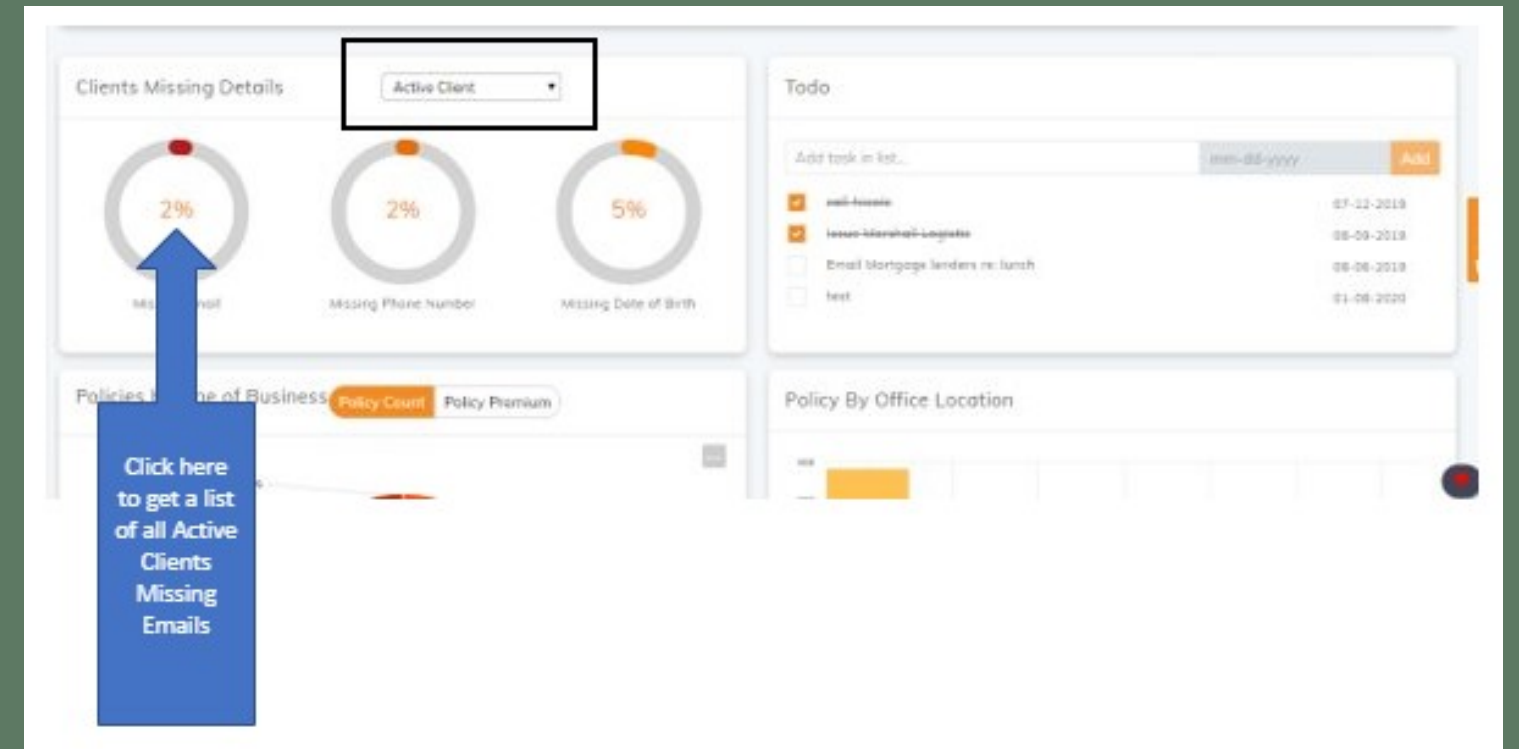 Clients Missing Details
Active Client
2%
2%
5%
Missing Phone Number
Missing Date of Birth
Todo
Add task in list...
mm-dd-yyyy
Add
07-12-2019
08-09-2019
Email Mortgage lenders re: lunch
08-06-2019
test
01-08-2020
Policies of Business
Policy Count
Policy Premium
Policy By Office Location
Click here
to get a list
of all Active
Clients
Missing
Emails